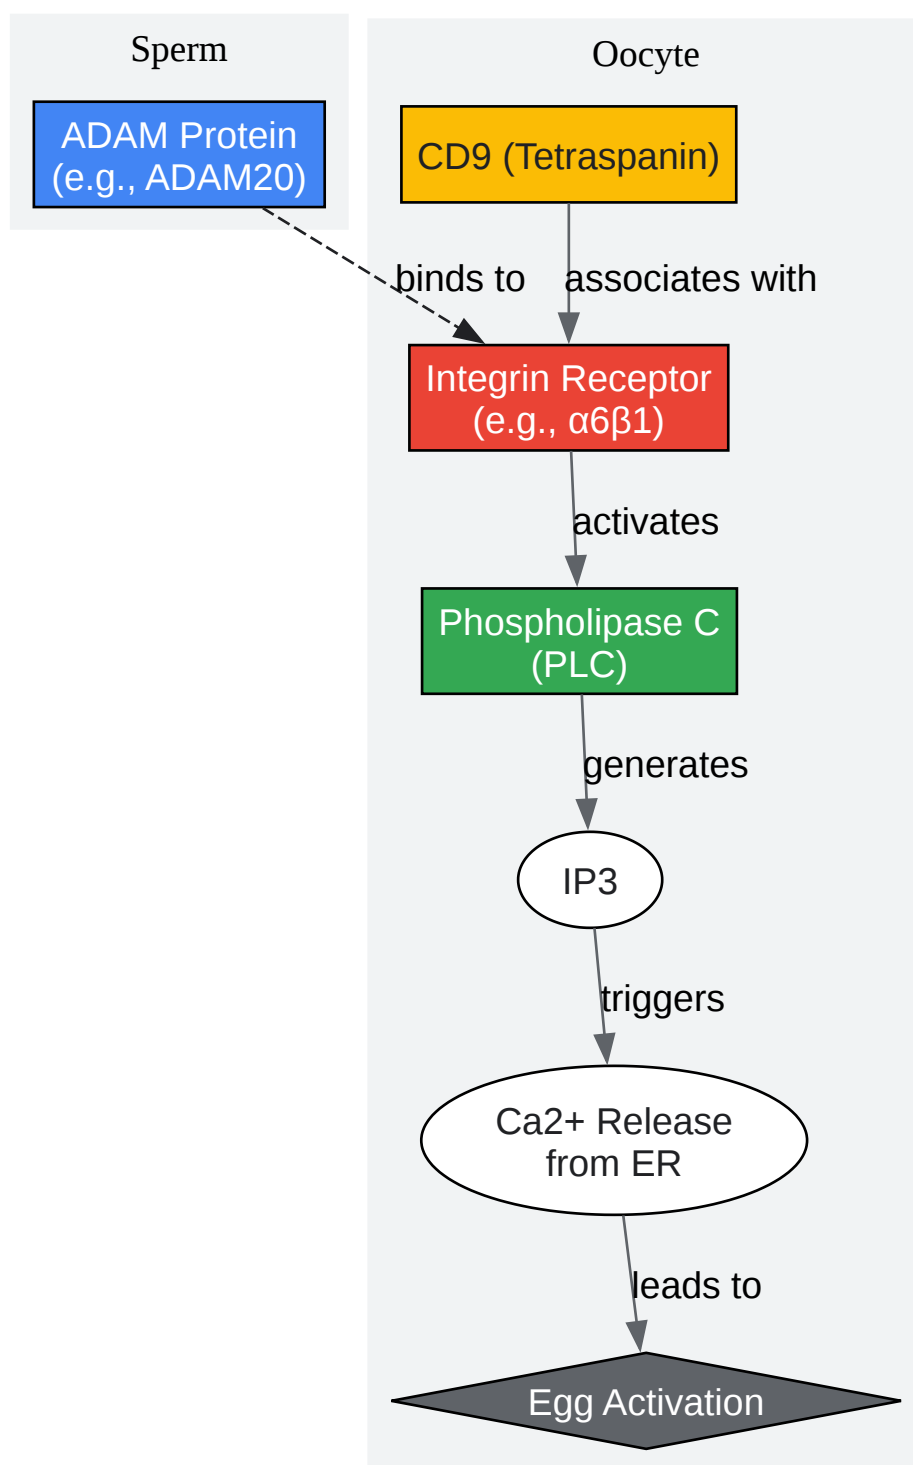 Sperm
Oocyte
ADAM Protein
(e.g., ADAM20)
CD9 (Tetraspanin)
binds to
associates with
Integrin Receptor
(e.g., α6β1)
activates
Phospholipase C
(PLC)
generates
IP3
triggers
Ca2+ Release
from ER
leads to
Egg Activation